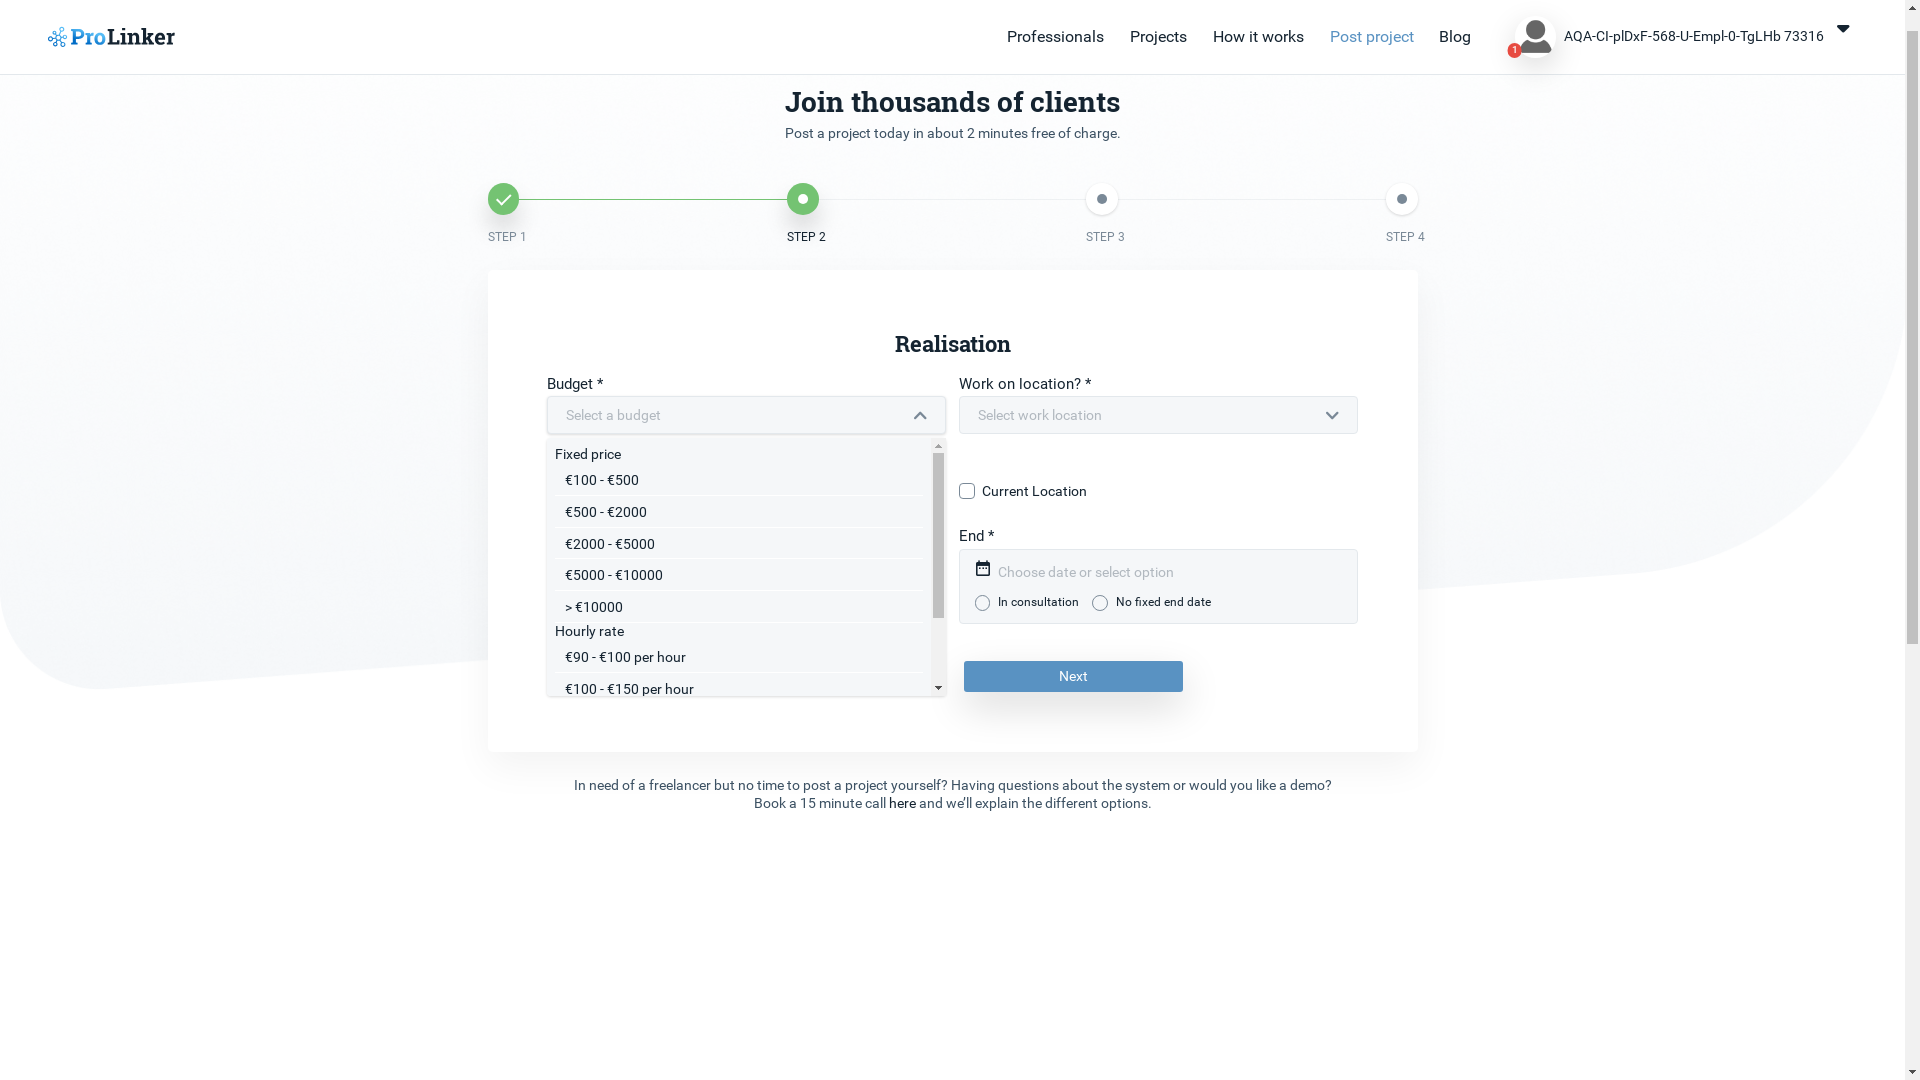 ProLinker
Professionals
Projects
How it works
Post project
Blog
1
AQA-CI-plDxF-568-U-Empl-0-TgLHb 73316
Join thousands of clients
Post a project today in about 2 minutes free of charge.
STEP 1
STEP 2
STEP 3
STEP 4
Realisation
Budget *
Select a budget
Fixed price
€100 - €500
€500 - €2000
€2000 - €5000
€5000 - €10000
> €10000
Hourly rate
€90 - €100 per hour
€100 - €150 per hour
Work on location? *
Select work location
Current Location
End *
Choose date or select option
In consultation
No fixed end date
Next
In need of a freelancer but no time to post a project yourself? Having questions about the system or would you like a demo?
Book a 15 minute call here and we’ll explain the different options.